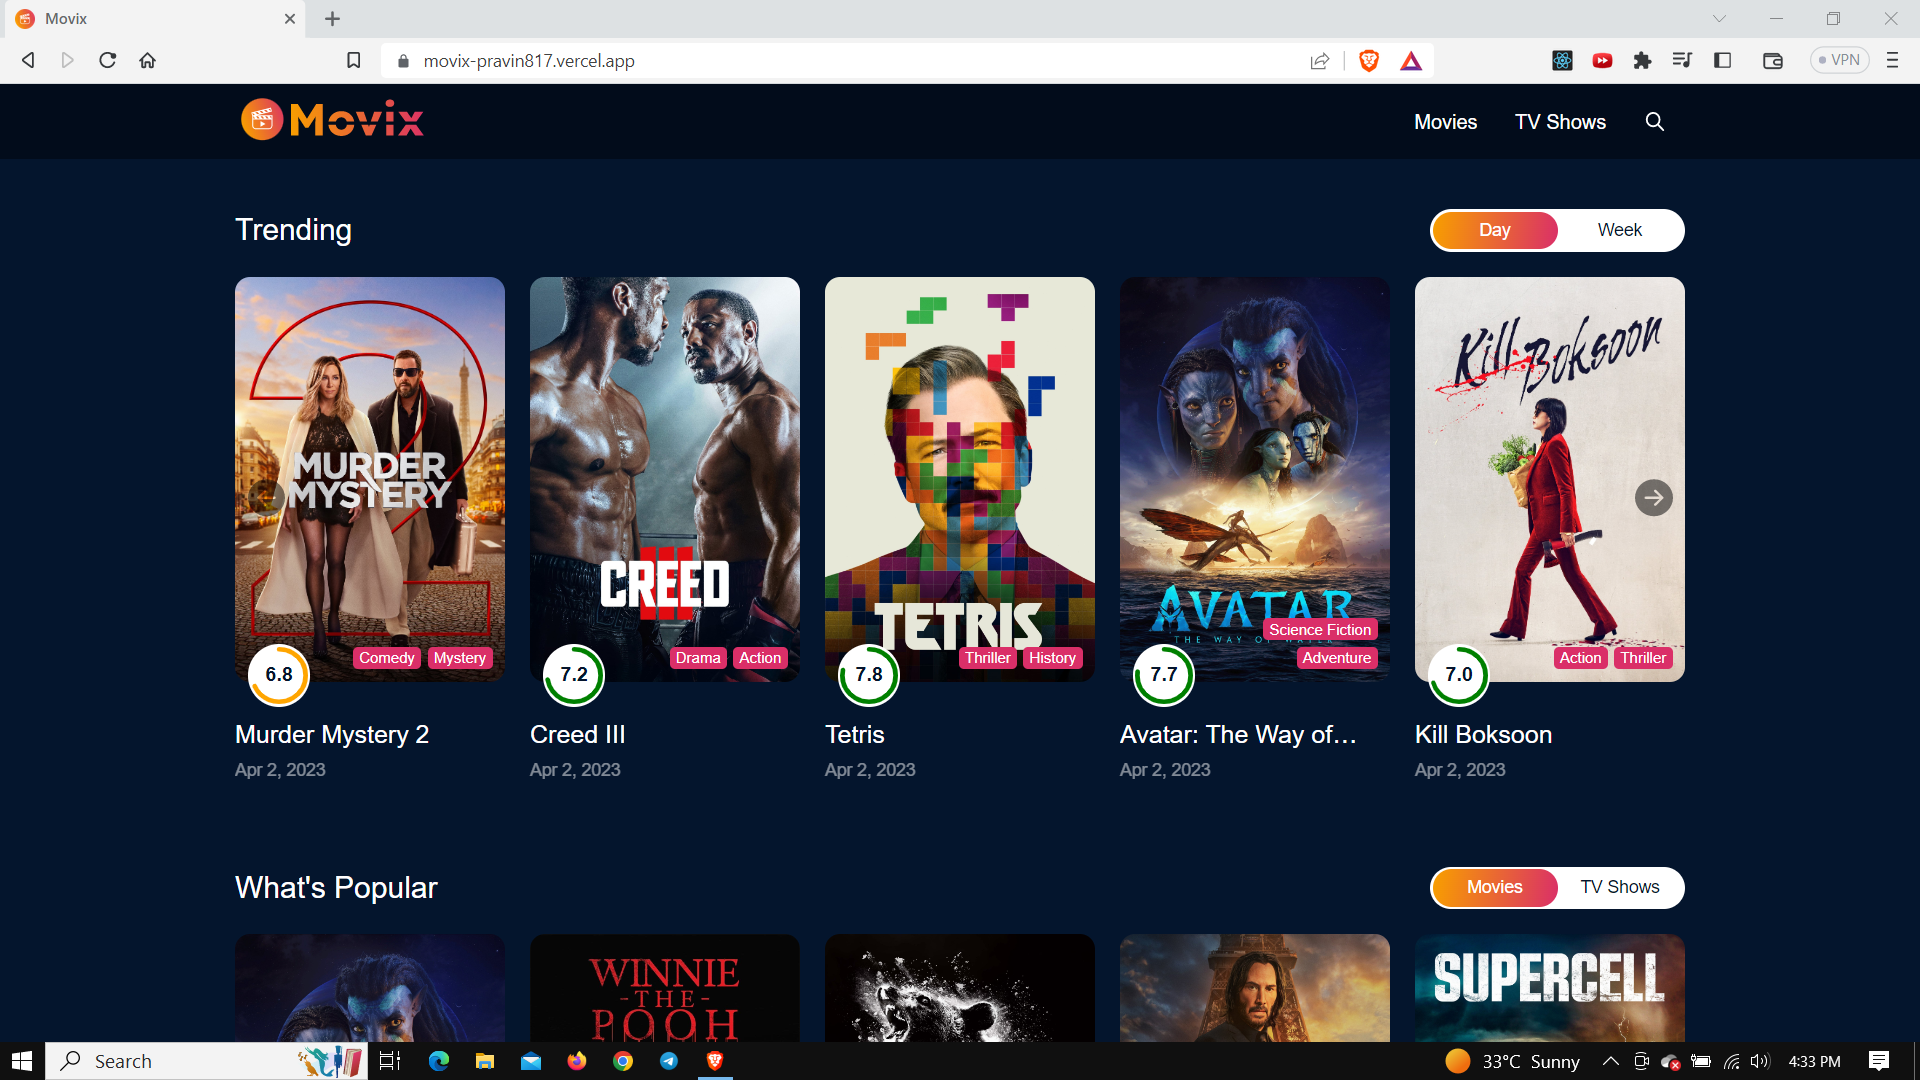 Movix
movix-pravin817.vercel.app
VPN
Movix
Movies
TV Shows
Trending
Day
Week
MURDER
MYSTERY
2
CREED
III
TETRIS
AVATAR
THE WAY OF WATER
Kill Boksoon
6.8
Comedy
Mystery
7.2
Drama
Action
7.8
Thriller
History
7.7
Science Fiction
Adventure
7.0
Action
Thriller
Murder Mystery 2
Apr 2, 2023
Creed III
Apr 2, 2023
Tetris
Apr 2, 2023
Avatar: The Way of...
Apr 2, 2023
Kill Boksoon
Apr 2, 2023
What's Popular
Movies
TV Shows
WINNIE
-THE-
POOH
SUPERCELL
Search
33°C Sunny
4:33 PM